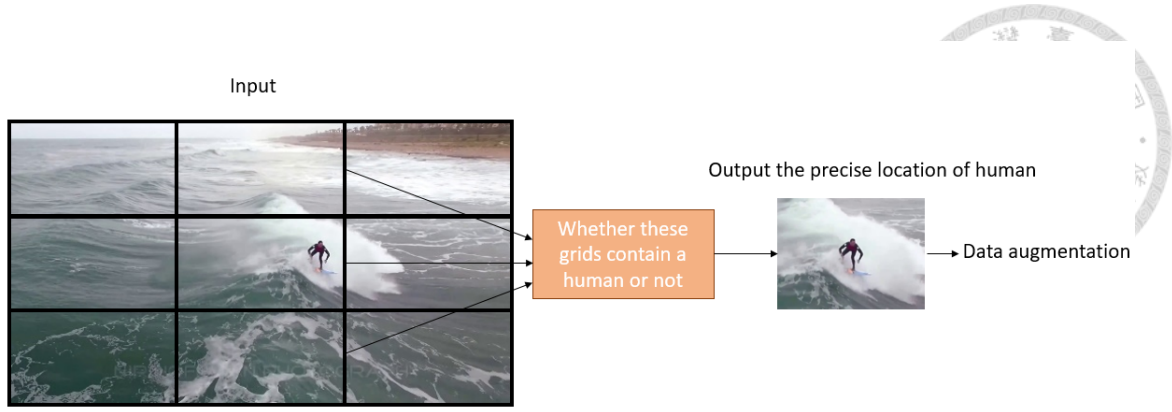 Input
Output the precise location of human
Whether these
grids contain a
human or not
Data augmentation